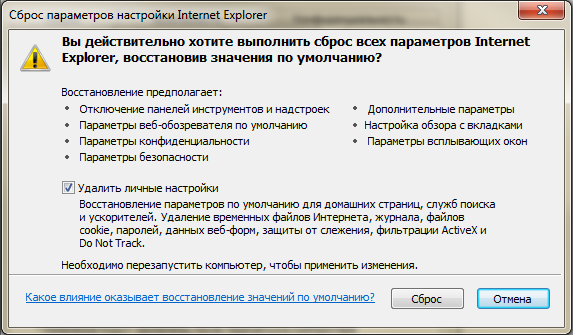 Сброс параметров настройки Internet Explorer
Вы действительно хотите выполнить сброс всех параметров Internet
Explorer, восстановив значения по умолчанию?
Восстановление предполагает:
• Отключение панелей инструментов и надстроек
• Параметры веб-обозревателя по умолчанию
• Параметры конфиденциальности
• Параметры безопасности
• Дополнительные параметры
• Настройка обзора с вкладками
• Параметры всплывающих окон
Удалить личные настройки
Восстановление параметров по умолчанию для домашних страниц, служб поиска
и ускорителей. Удаление временных файлов Интернета, журнала, файлов
cookie, паролей, данных веб-форм, защиты от слежения, фильтрации ActiveX и
Do Not Track.
Необходимо перезапустить компьютер, чтобы применить изменения.
Какое влияние оказывает восстановление значений по умолчанию?
Сброс
Отмена